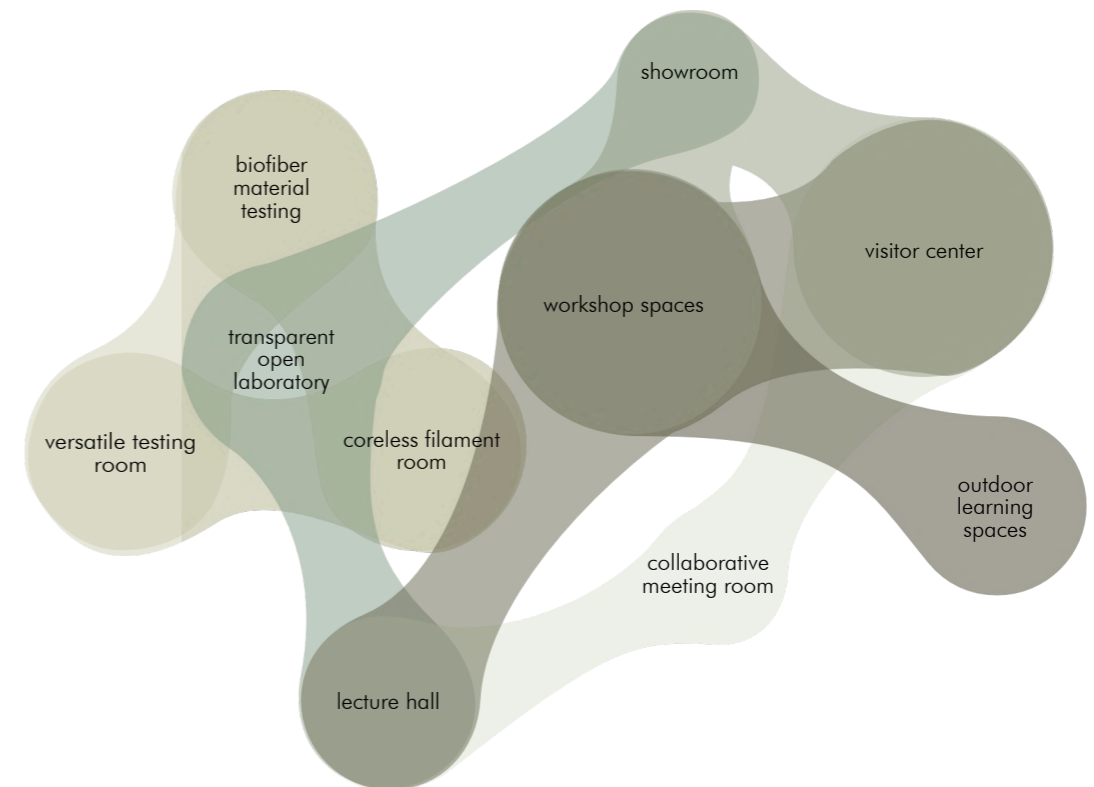 showroom
biofiber
material
testing
visitor center
workshop spaces
transparent
open
laboratory
versatile testing
room
coreless filament
room
outdoor
learning
spaces
collaborative
meeting room
lecture hall